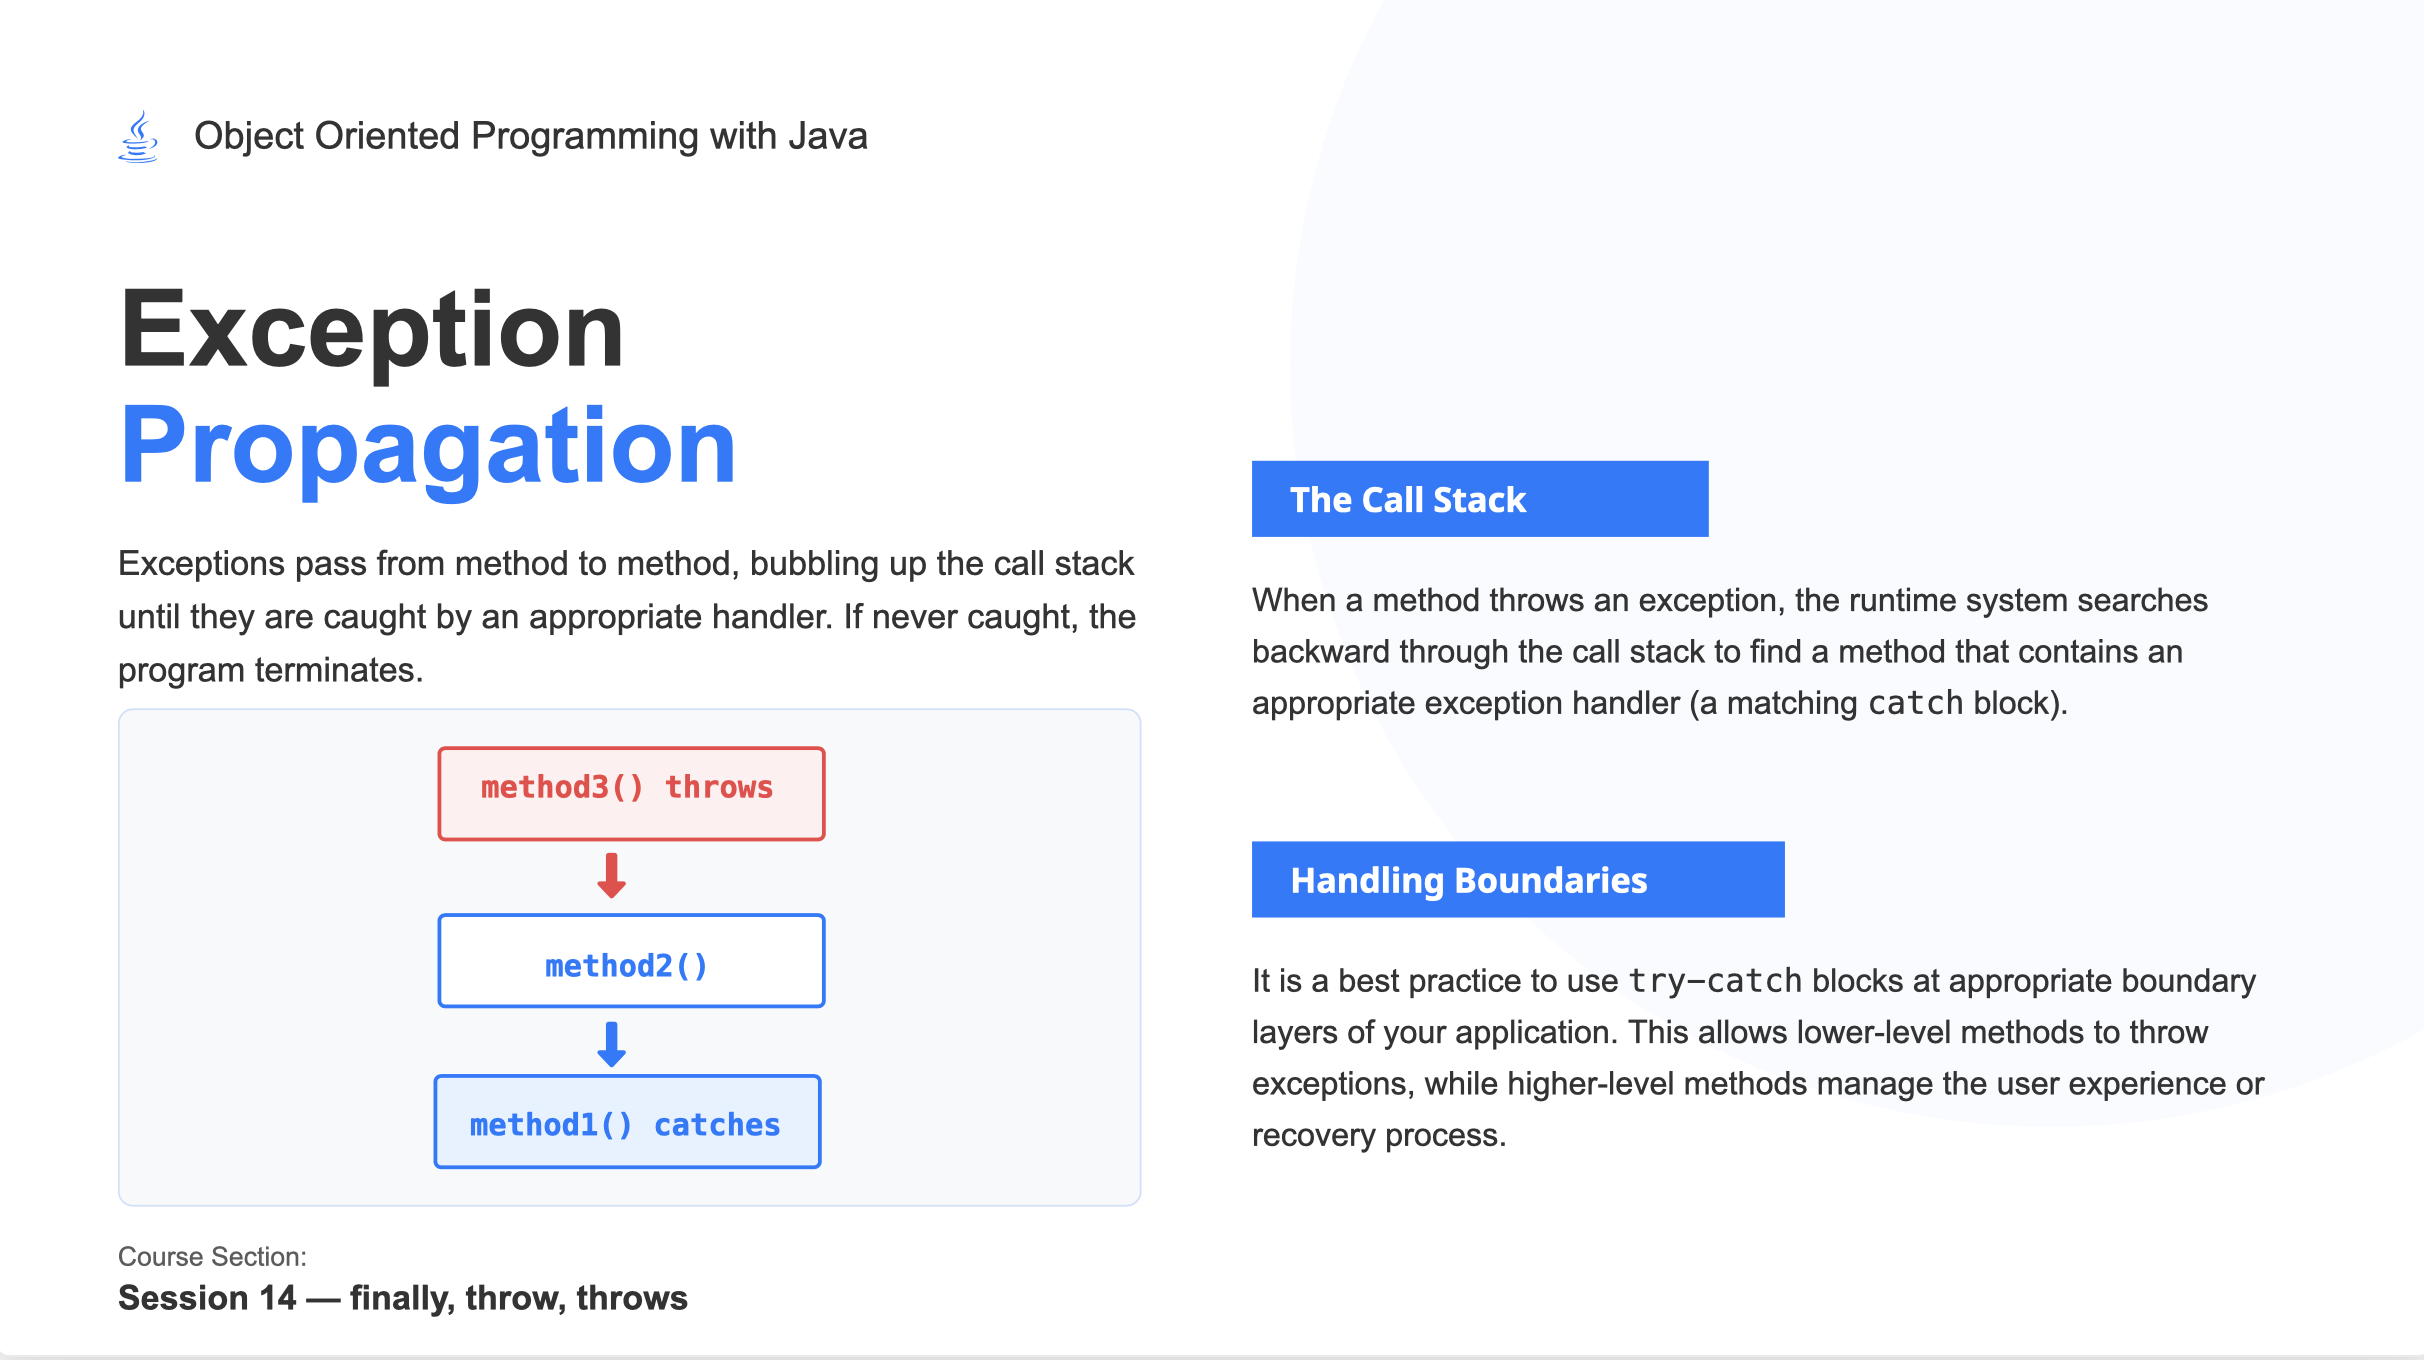 Object Oriented Programming with Java
Exception
Propagation
Exceptions pass from method to method, bubbling up the call stack
until they are caught by an appropriate handler. If never caught, the
program terminates.
method3() throws
method2()
method1() catches
Course Section:
Session 14 — finally, throw, throws
The Call Stack
When a method throws an exception, the runtime system searches
backward through the call stack to find a method that contains an
appropriate exception handler (a matching catch block).
Handling Boundaries
It is a best practice to use try-catch blocks at appropriate boundary
layers of your application. This allows lower-level methods to throw
exceptions, while higher-level methods manage the user experience or
recovery process.